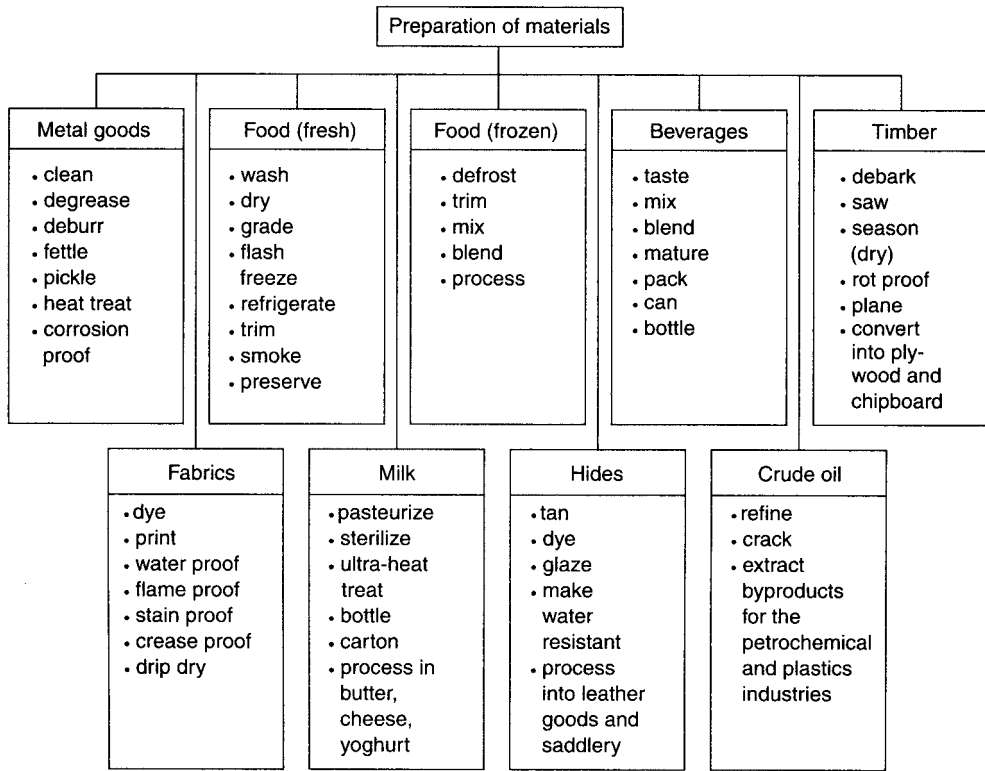 Preparation of materials
Metal goods
• clean
• degrease
• deburr
• fettle
• pickle
• heat treat
• corrosion
proof
Food (fresh)
• wash
• dry
• grade
• flash
freeze
• refrigerate
• trim
• smoke
• preserve
Food (frozen)
• defrost
• trim
• mix
• blend
• process
Beverages
• taste
• mix
• blend
• mature
• pack
• can
• bottle
Timber
• debark
• saw
• season
(dry)
• rot proof
• plane
• convert
into ply-
wood and
chipboard
Fabrics
• dye
• print
• water proof
• flame proof
• stain proof
• crease proof
• drip dry
Milk
• pasteurize
• sterilize
• ultra-heat
treat
• bottle
• carton
• process in
butter,
cheese,
yoghurt
Hides
• tan
• dye
• glaze
• make
water
resistant
• process
into leather
goods and
saddlery
Crude oil
• refine
• crack
• extract
byproducts
for the
petrochemical
and plastics
industries